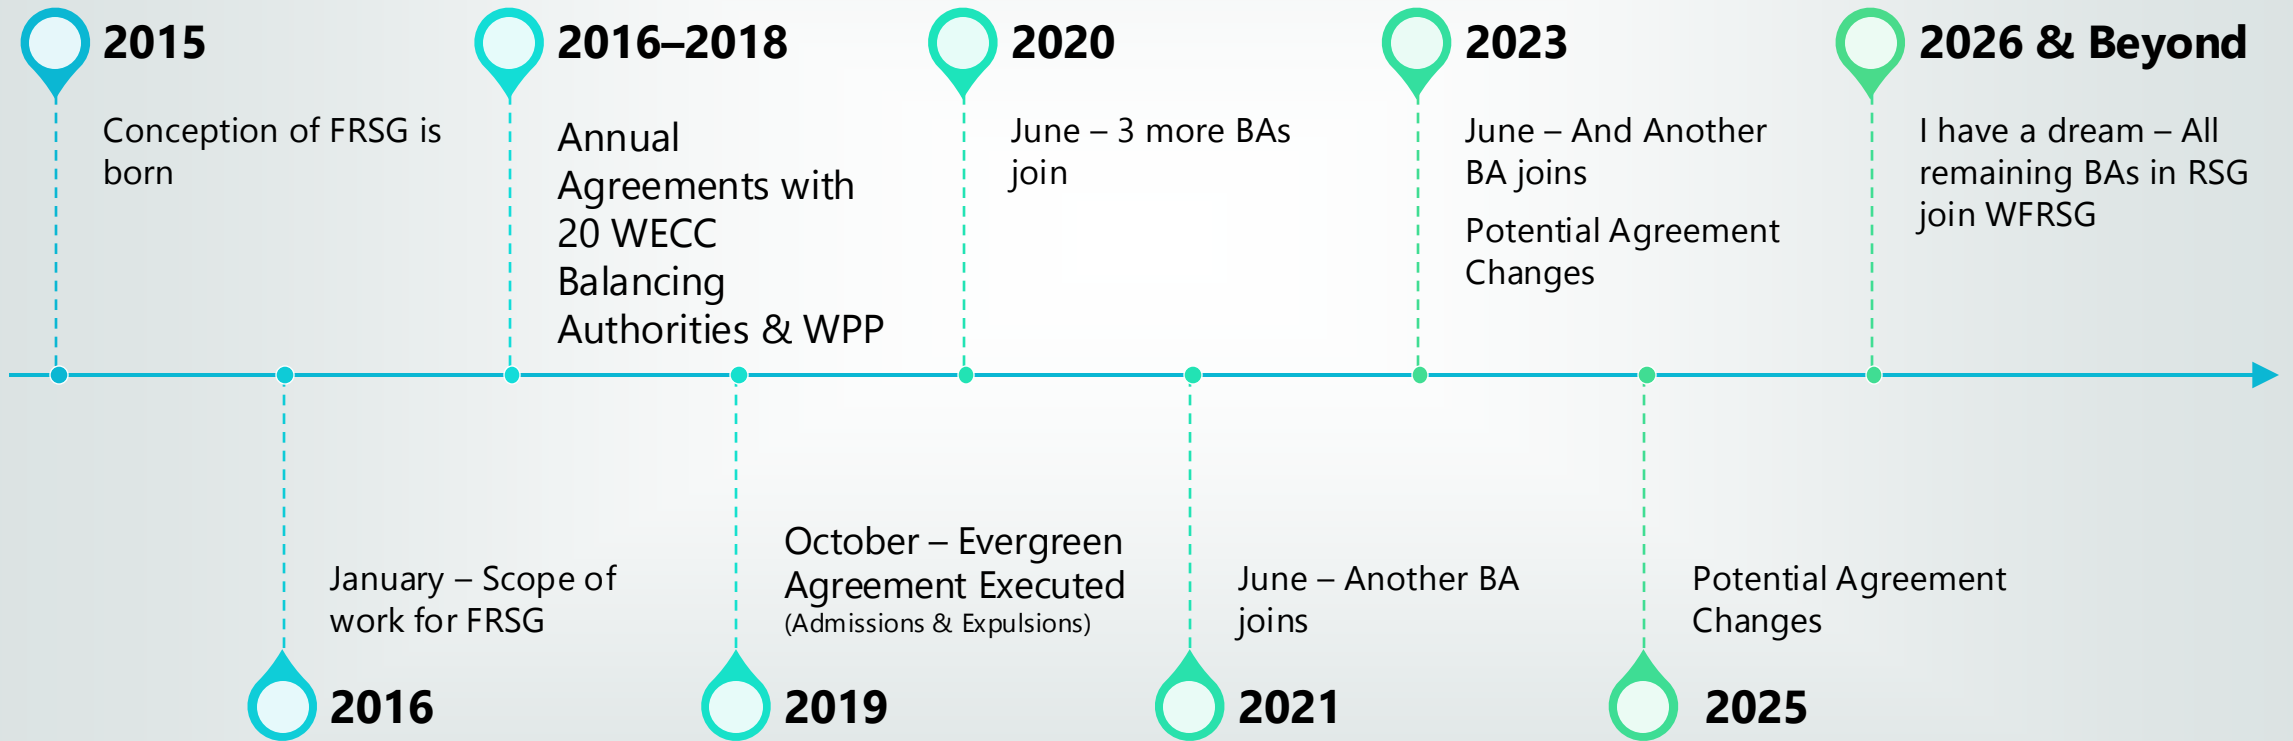 2015
Conception of FRSG is
born
2016–2018
Annual
Agreements with
20 WECC
Balancing
Authorities & WPP
2020
June – 3 more BAs
join
2023
June – And Another
BA joins
Potential Agreement
Changes
2026 & Beyond
I have a dream – All
remaining BAs in RSG
join WFRSG
January – Scope of
work for FRSG
2016
October – Evergreen
Agreement Executed
(Admissions & Expulsions)
2019
June – Another BA
joins
2021
Potential Agreement
Changes
2025